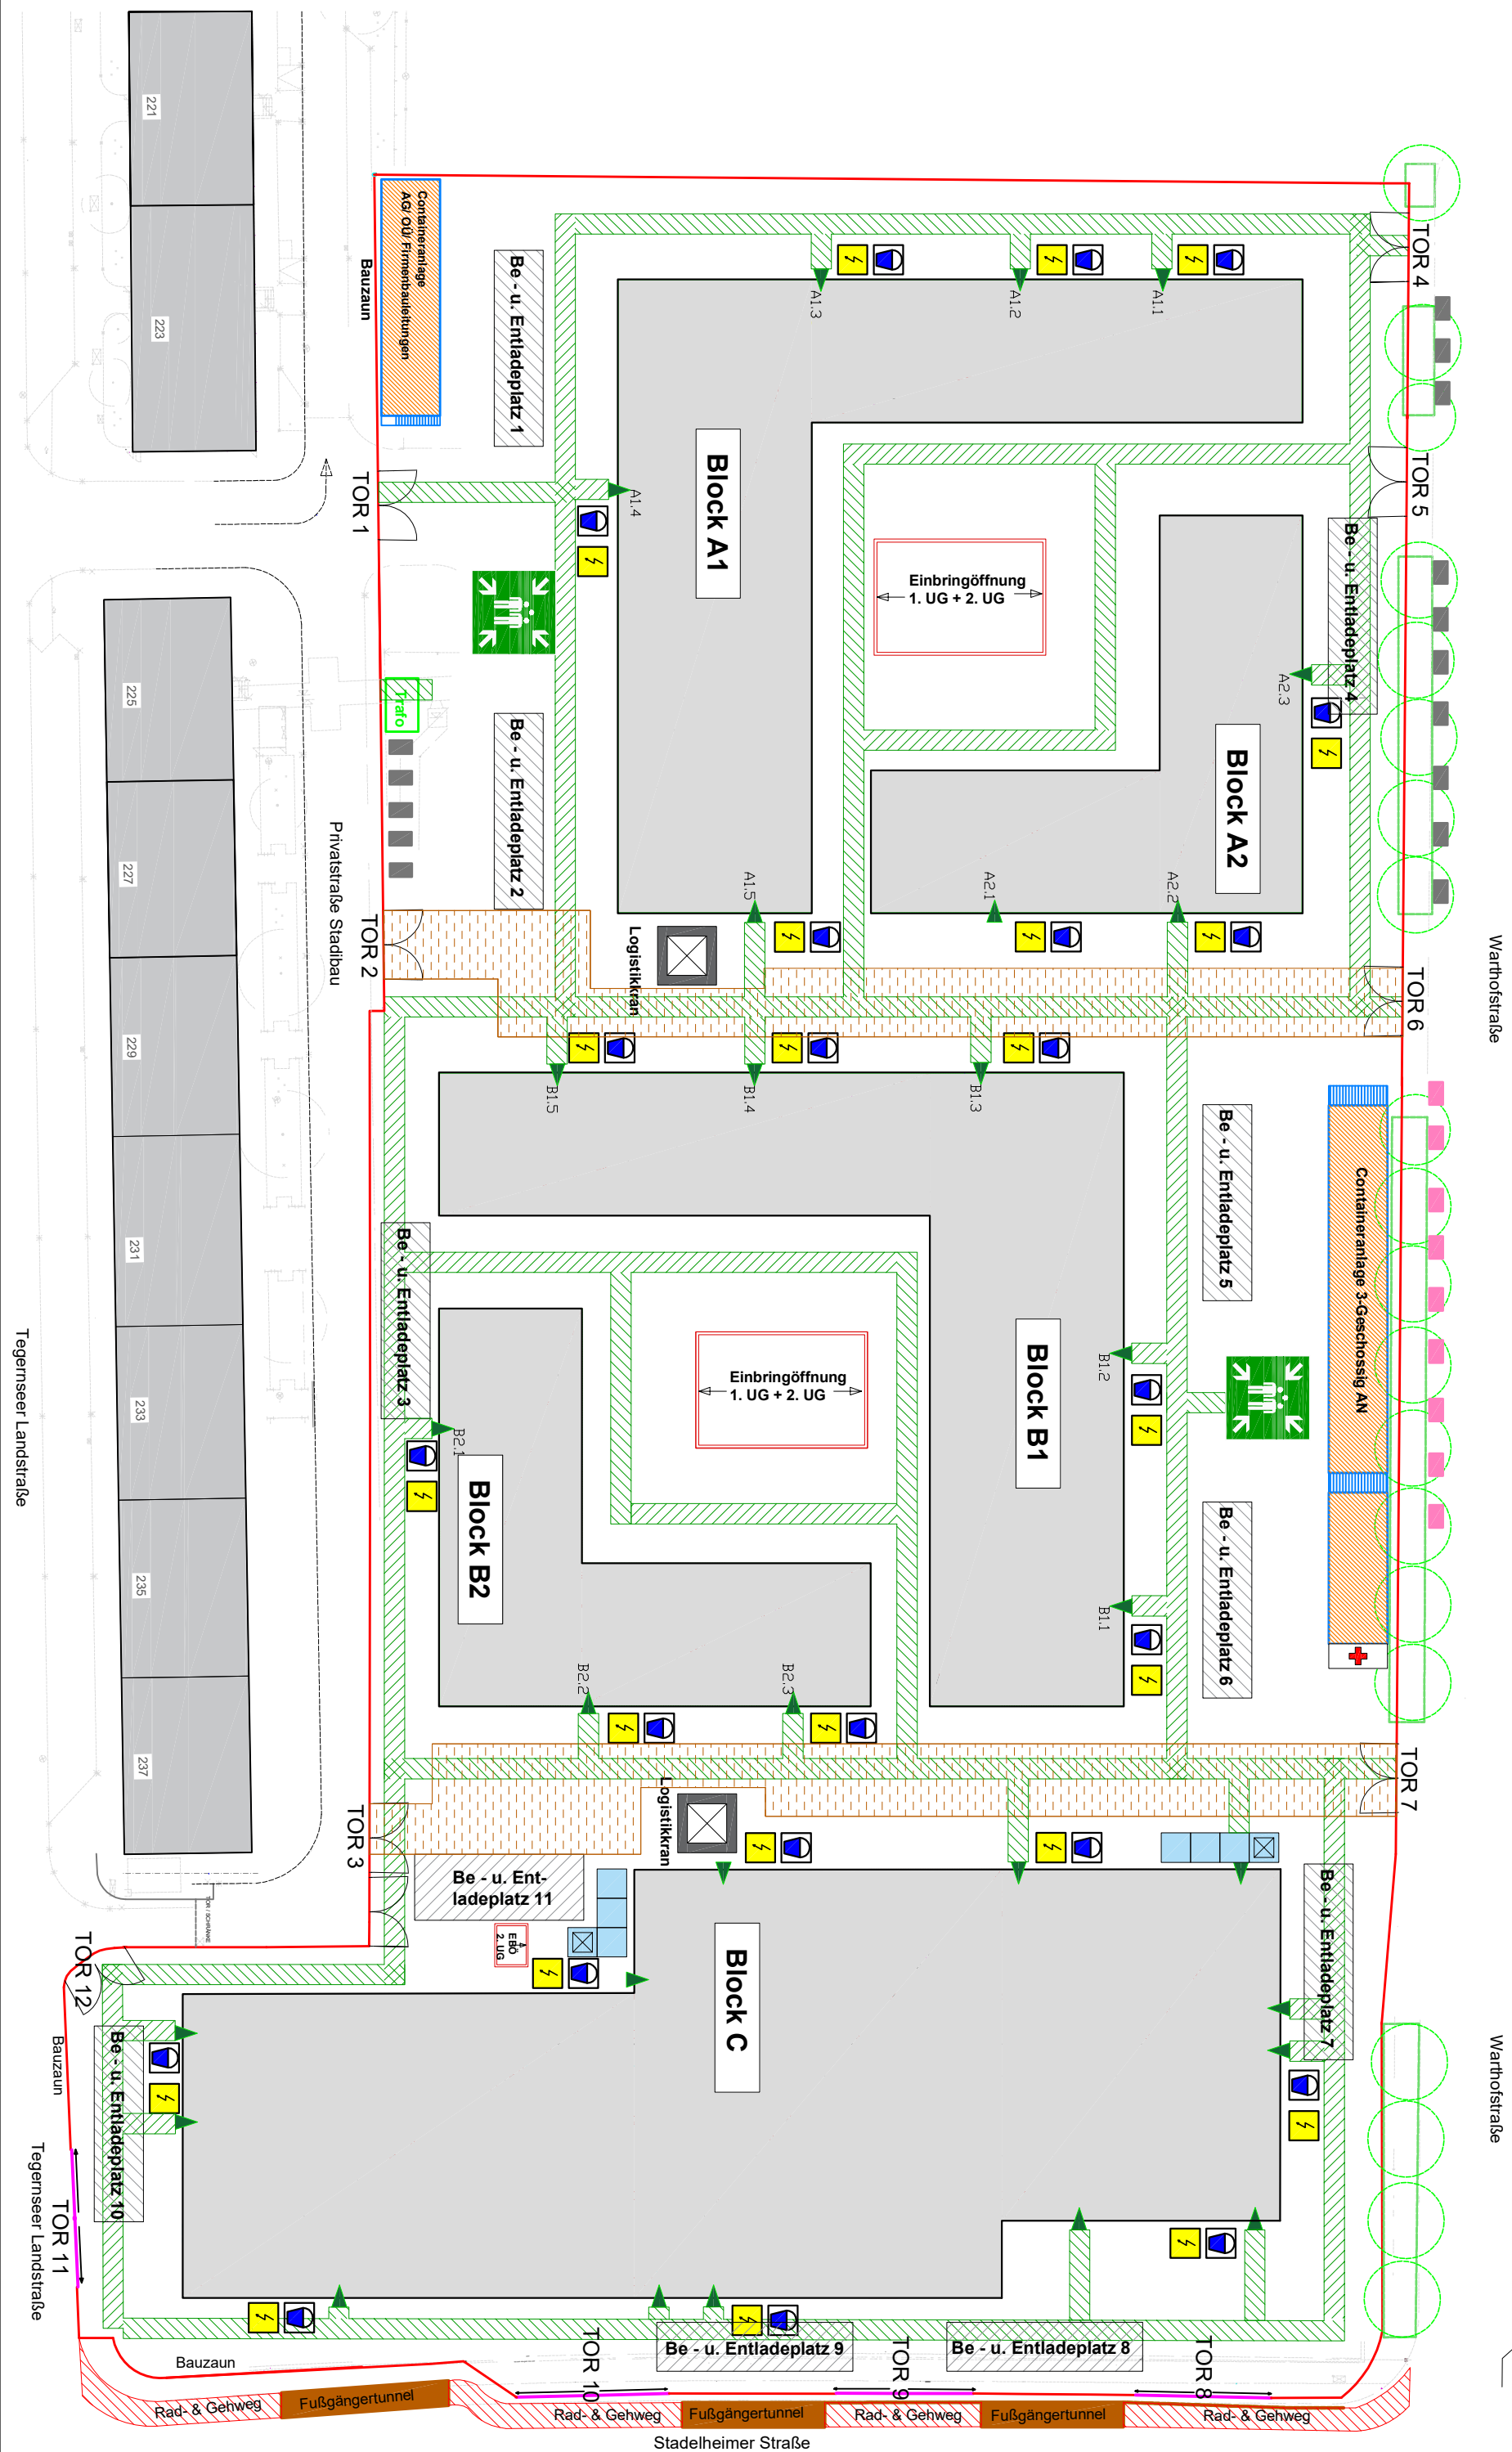 221
223
225
227
229
231
233
235
237
Tegernseer Landstraße
Privatstraße Stadibau
Containeranlage
AG/ OÜ/ Firmenbauleitungen
Bauzaun
TOR 1
TOR 2
TOR 3
TOR 4
TOR 5
TOR 6
TOR 7
Warthofstraße
Warthofstraße
Be - u. Entladeplatz 1
Be - u. Entladeplatz 2
Be - u. Entladeplatz 4
Trafo
A1.3
A1.2
A1.1
A1.4
A1.5
Block A1
Einbringöffnung
1. UG + 2. UG
A2.3
Block A2
A2.1
A2.2
Logistikkran
B1.5
B1.4
B1.3
Be - u. Entladeplatz 5
Containeranlage 3-Geschossig AN
Be - u. Entladeplatz 3
Einbringöffnung
1. UG + 2. UG
Block B1
B1.2
B1.1
B2.1
Block B2
Be - u. Entladeplatz 6
B2.2
B2.3
Logistikkran
Be - u. Ent-
ladeplatz 11
EBÖ
2. UG
TOR / SCHRANKE
Block C
Be - u. Entladeplatz 7
TOR 12
Bauzaun
Be - u. Entladeplatz 10
TOR 11
Tegernseer Landstraße
Be - u. Entladeplatz 9
Be - u. Entladeplatz 8
TOR 10
TOR 9
TOR 8
Bauzaun
Rad- & Gehweg
Fußgängertunnel
Rad- & Gehweg
Fußgängertunnel
Rad- & Gehweg
Fußgängertunnel
Rad- & Gehweg
Stadelheimer Straße